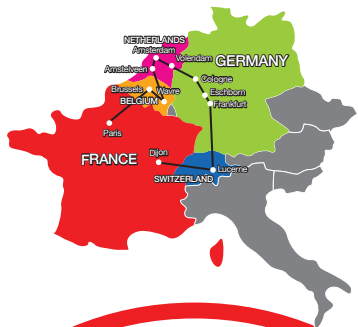 NETHERLANDS
Amsterdam
Volendam
GERMANY
Amstelveen
Cologne
Brussels
Wavre
Eschborn
BELGIUM
Frankfurt
Paris
FRANCE
Dijon
Lucerne
SWITZERLAND